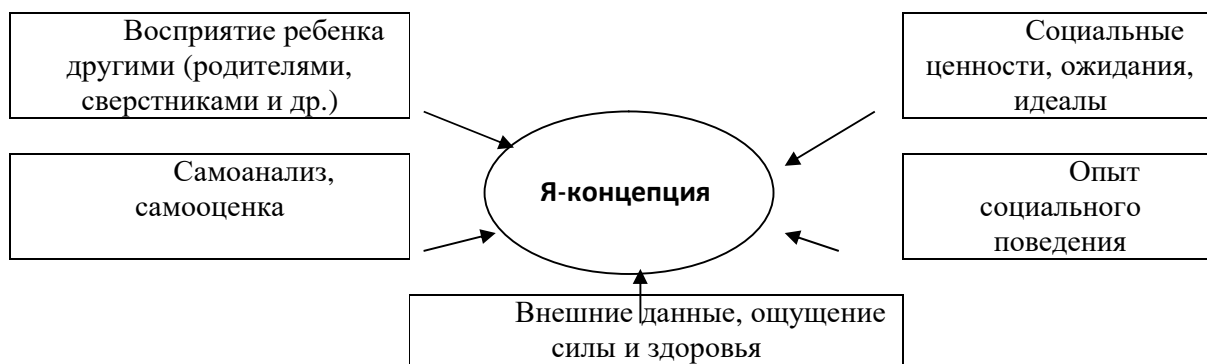 Восприятие ребенка
другими (родителями,
сверстниками и др.)
Социальные
ценности, ожидания,
идеалы
Самоанализ,
самооценка
Я-концепция
Опыт
социального
поведения
Внешние данные, ощущение
силы и здоровья